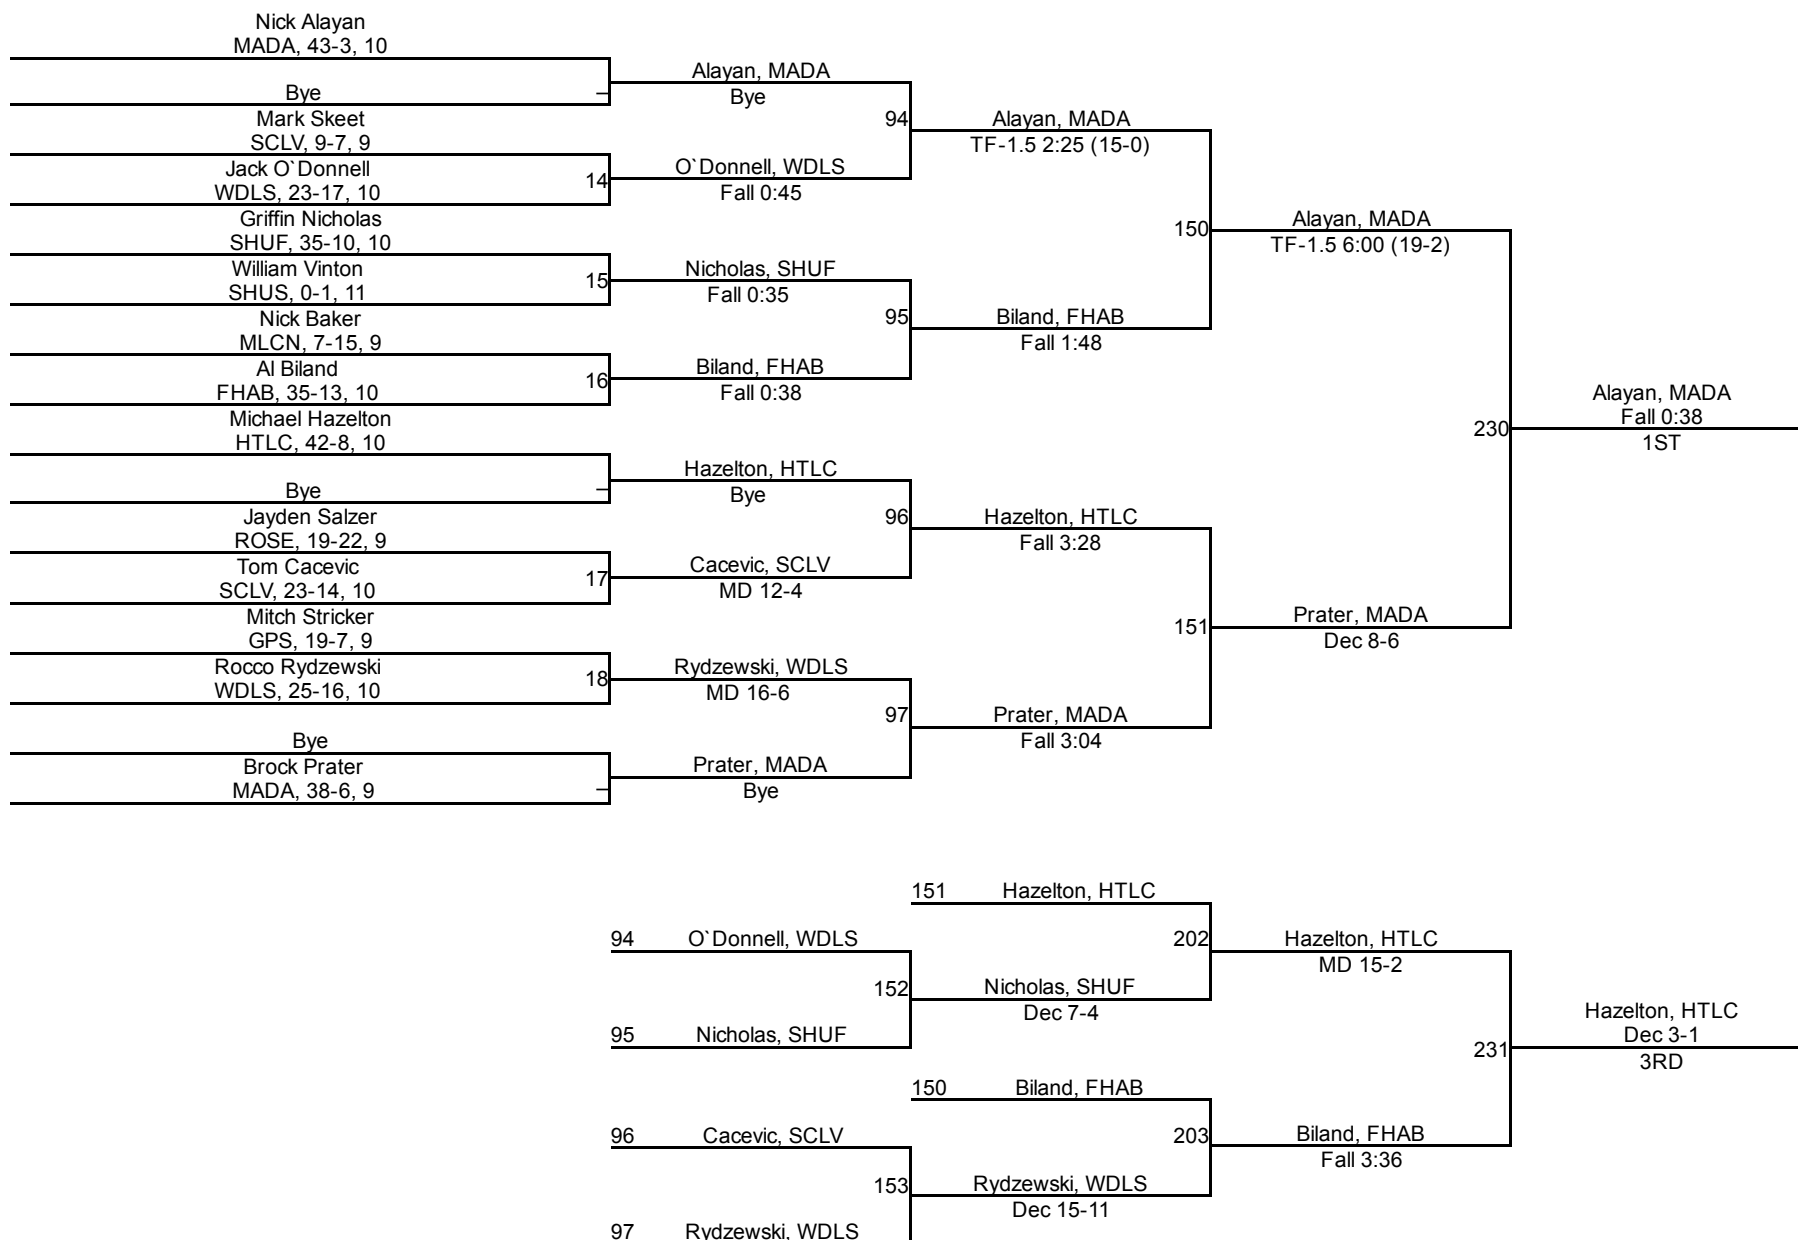 Nick Alayan
MADA, 43-3, 10
Bye
–
Mark Skeet
SCLV, 9-7, 9
Jack O`Donnell
WDLS, 23-17, 10
14
Griffin Nicholas
SHUF, 35-10, 10
William Vinton
SHUS, 0-1, 11
15
Nick Baker
MLCN, 7-15, 9
Al Biland
FHAB, 35-13, 10
16
Michael Hazelton
HTLC, 42-8, 10
Bye
–
Jayden Salzer
ROSE, 19-22, 9
Tom Cacevic
SCLV, 23-14, 10
17
Mitch Stricker
GPS, 19-7, 9
Rocco Rydzewski
WDLS, 25-16, 10
18
Bye
Brock Prater
MADA, 38-6, 9
–
Alayan, MADA
Bye
94
O`Donnell, WDLS
Fall 0:45
Nicholas, SHUF
Fall 0:35
95
Biland, FHAB
Fall 0:38
Hazelton, HTLC
Bye
96
Cacevic, SCLV
MD 12-4
Rydzewski, WDLS
MD 16-6
97
Prater, MADA
Bye
Alayan, MADA
TF-1.5 2:25 (15-0)
150
Biland, FHAB
Fall 1:48
Hazelton, HTLC
Fall 3:28
151
Prater, MADA
Fall 3:04
Alayan, MADA
TF-1.5 6:00 (19-2)
230
Prater, MADA
Dec 8-6
Alayan, MADA
Fall 0:38
1ST
151 Hazelton, HTLC
94 O`Donnell, WDLS
202
152
Nicholas, SHUF
Dec 7-4
95 Nicholas, SHUF
Hazelton, HTLC
MD 15-2
150 Biland, FHAB
96 Cacevic, SCLV
203
153
Rydzewski, WDLS
Dec 15-11
97 Rydzewski, WDLS
Biland, FHAB
Fall 3:36
231
Hazelton, HTLC
Dec 3-1
3RD